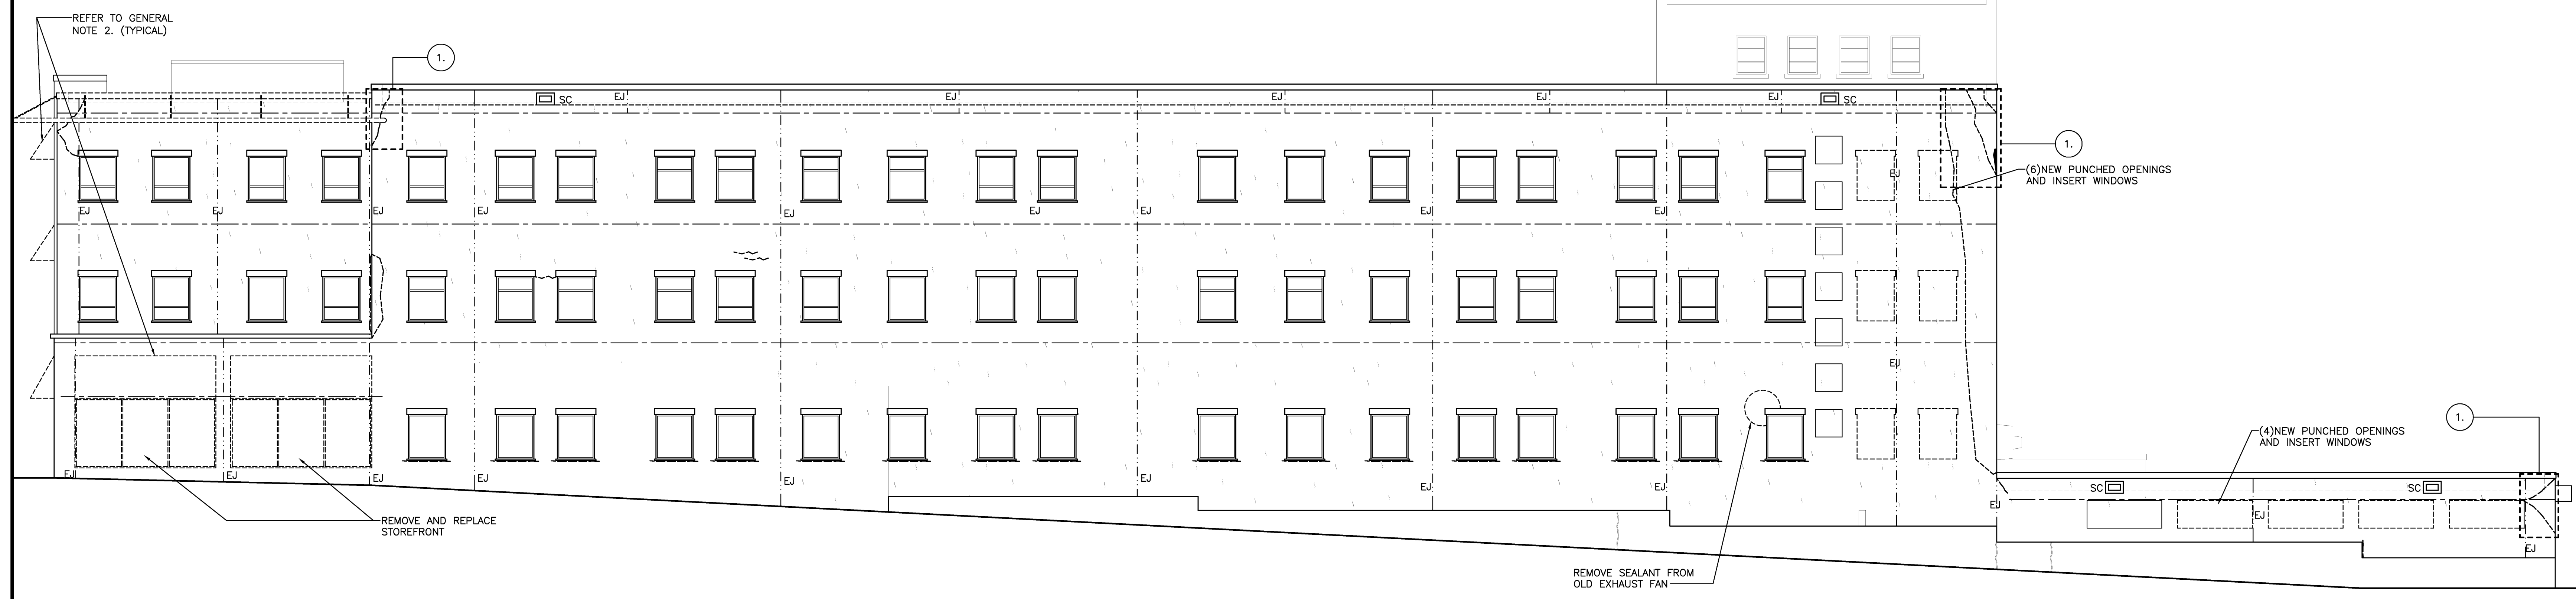 REFER TO GENERAL
NOTE 2. (TYPICAL)
1.
SC
EJ
EJ
EJ
EJ
EJ
SC
1.
(6)NEW PUNCHED OPENINGS
AND INSERT WINDOWS
EJ
EJ
EJ
EJ
EJ
EJ
EJ
EJ
EJ
EJ
EJ
EJ
1.
(4)NEW PUNCHED OPENINGS
AND INSERT WINDOWS
EJ
EJ
EJ
EJ
EJ
EJ
EJ
EJ
SC
SC
EJ
EJ
EJ
REMOVE AND REPLACE
STOREFRONT
REMOVE SEALANT FROM
OLD EXHAUST FAN